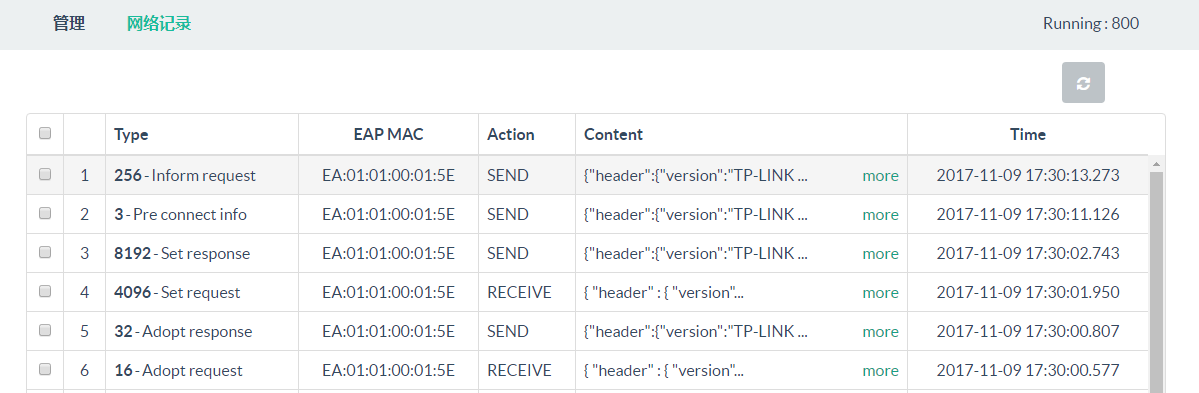 管理 网络记录 Running : 800
Type EAP MAC Action Content Time
1 256 - Inform request EA:01:01:00:01:5E SEND {"header":{"version":"TP-LINK ... more 2017-11-09 17:30:13.273
2 3 - Pre connect info EA:01:01:00:01:5E SEND {"header":{"version":"TP-LINK ... more 2017-11-09 17:30:11.126
3 8192 - Set response EA:01:01:00:01:5E SEND {"header":{"version":"TP-LINK ... more 2017-11-09 17:30:02.743
4 4096 - Set request EA:01:01:00:01:5E RECEIVE { "header" : { "version"... more 2017-11-09 17:30:01.950
5 32 - Adopt response EA:01:01:00:01:5E SEND {"header":{"version":"TP-LINK ... more 2017-11-09 17:30:00.807
6 16 - Adopt request EA:01:01:00:01:5E RECEIVE { "header" : { "version"... more 2017-11-09 17:30:00.577